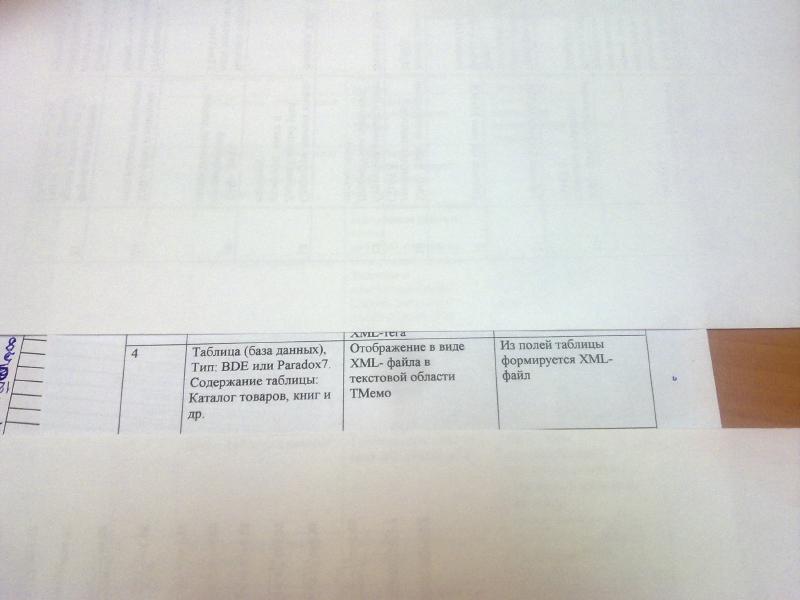 XML-тега
4
Таблица (база данных),
Тип: BDE или Paradox7.
Содержание таблицы:
Каталог товаров, книг и
др.
Отображение в виде
XML- файла в
текстовой области
ТМемо
Из полей таблицы
формируется XML-
файл